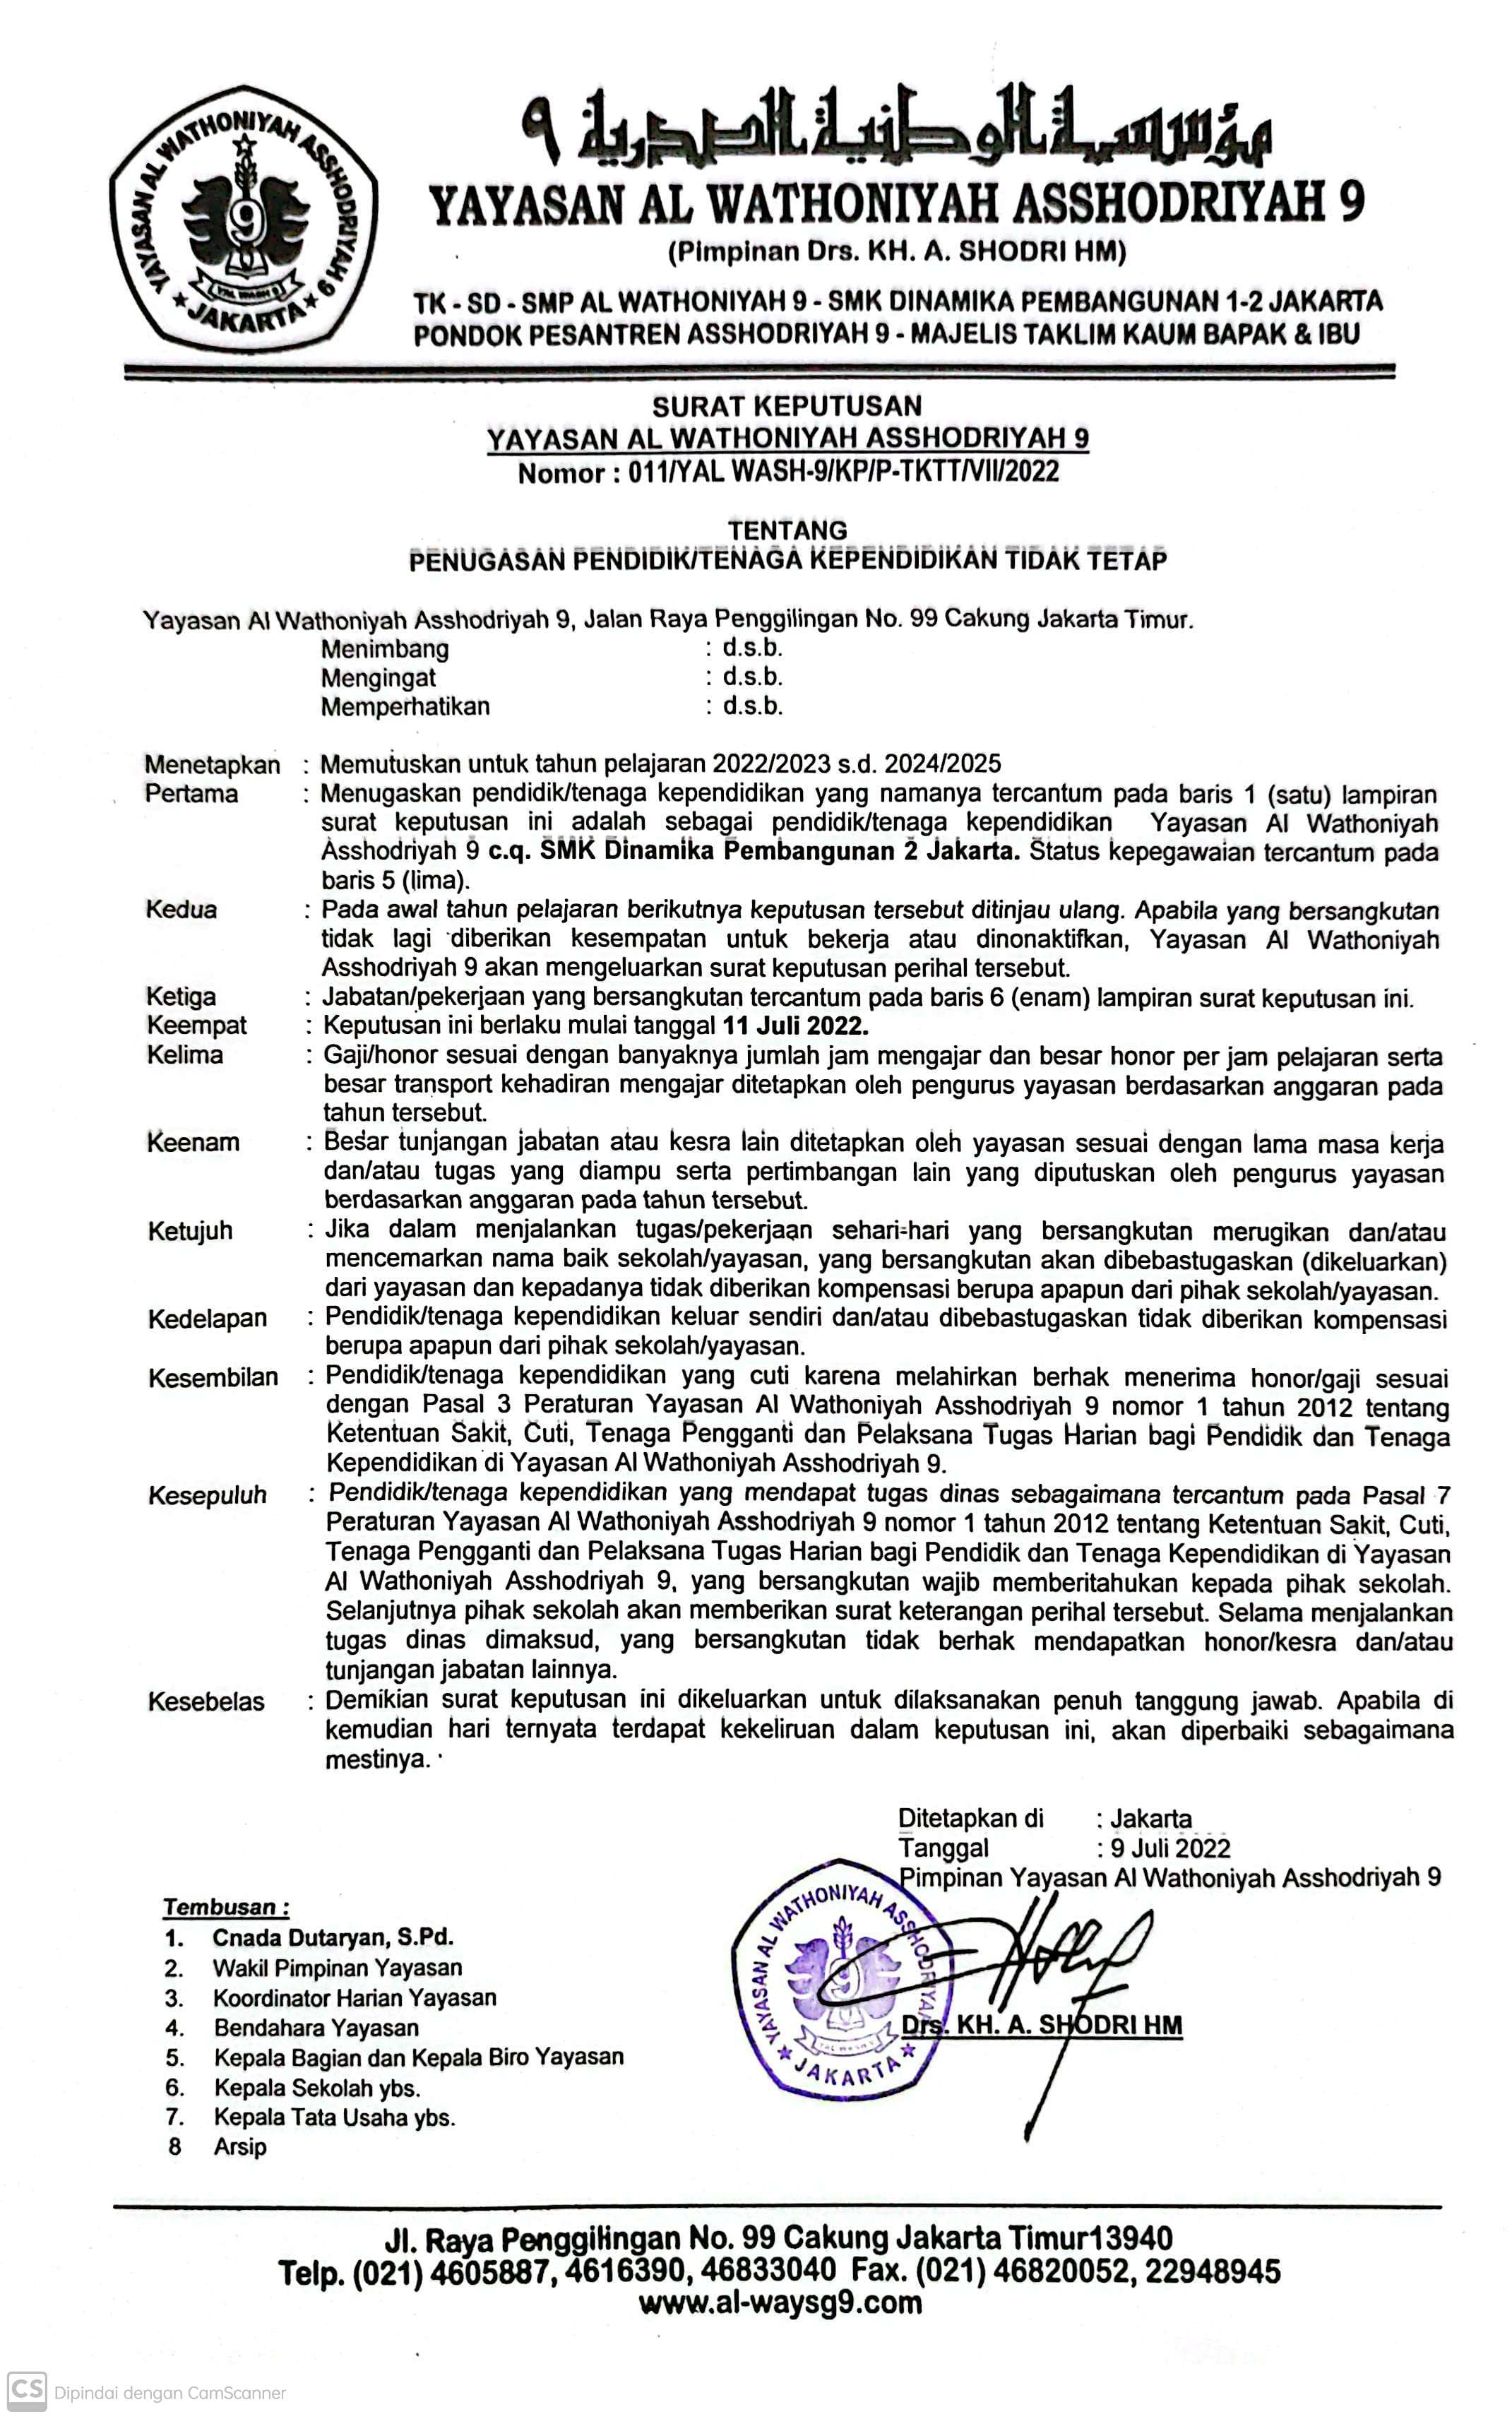 YAYASAN AL WATHONIYAH ASSHODRIYAH 9
9
YAL WASH 9
★ JAKARTA ★
مؤسسة الوطنية الصدرية ٩
YAYASAN AL WATHONIYAH ASSHODRIYAH 9
(Pimpinan Drs. KH. A. SHODRI HM)
TK - SD - SMP AL WATHONIYAH 9 - SMK DINAMIKA PEMBANGUNAN 1-2 JAKARTA
PONDOK PESANTREN ASSHODRIYAH 9 - MAJELIS TAKLIM KAUM BAPAK & IBU
SURAT KEPUTUSAN
YAYASAN AL WATHONIYAH ASSHODRIYAH 9
Nomor : 011/YAL WASH-9/KP/P-TKTT/VII/2022
TENTANG
PENUGASAN PENDIDIK/TENAGA KEPENDIDIKAN TIDAK TETAP
Yayasan Al Wathoniyah Asshodriyah 9, Jalan Raya Penggilingan No. 99 Cakung Jakarta Timur.
Menimbang : d.s.b.
Mengingat : d.s.b.
Memperhatikan : d.s.b.
Menetapkan : Memutuskan untuk tahun pelajaran 2022/2023 s.d. 2024/2025
Pertama : Menugaskan pendidik/tenaga kependidikan yang namanya tercantum pada baris 1 (satu) lampiran
surat keputusan ini adalah sebagai pendidik/tenaga kependidikan Yayasan Al Wathoniyah
Asshodriyah 9 c.q. SMK Dinamika Pembangunan 2 Jakarta. Status kepegawaian tercantum pada
baris 5 (lima).
Kedua : Pada awal tahun pelajaran berikutnya keputusan tersebut ditinjau ulang. Apabila yang bersangkutan
tidak lagi diberikan kesempatan untuk bekerja atau dinonaktifkan, Yayasan Al Wathoniyah
Asshodriyah 9 akan mengeluarkan surat keputusan perihal tersebut.
Ketiga : Jabatan/pekerjaan yang bersangkutan tercantum pada baris 6 (enam) lampiran surat keputusan ini.
Keempat : Keputusan ini berlaku mulai tanggal 11 Juli 2022.
Kelima : Gaji/honor sesuai dengan banyaknya jumlah jam mengajar dan besar honor per jam pelajaran serta
besar transport kehadiran mengajar ditetapkan oleh pengurus yayasan berdasarkan anggaran pada
tahun tersebut.
Keenam : Besar tunjangan jabatan atau kesra lain ditetapkan oleh yayasan sesuai dengan lama masa kerja
dan/atau tugas yang diampu serta pertimbangan lain yang diputuskan oleh pengurus yayasan
berdasarkan anggaran pada tahun tersebut.
Ketujuh : Jika dalam menjalankan tugas/pekerjaan sehari-hari yang bersangkutan merugikan dan/atau
mencemarkan nama baik sekolah/yayasan, yang bersangkutan akan dibebastugaskan (dikeluarkan)
dari yayasan dan kepadanya tidak diberikan kompensasi berupa apapun dari pihak sekolah/yayasan.
Kedelapan : Pendidik/tenaga kependidikan keluar sendiri dan/atau dibebastugaskan tidak diberikan kompensasi
berupa apapun dari pihak sekolah/yayasan.
Kesembilan : Pendidik/tenaga kependidikan yang cuti karena melahirkan berhak menerima honor/gaji sesuai
dengan Pasal 3 Peraturan Yayasan Al Wathoniyah Asshodriyah 9 nomor 1 tahun 2012 tentang
Ketentuan Sakit, Cuti, Tenaga Pengganti dan Pelaksana Tugas Harian bagi Pendidik dan Tenaga
Kependidikan di Yayasan Al Wathoniyah Asshodriyah 9.
Kesepuluh : Pendidik/tenaga kependidikan yang mendapat tugas dinas sebagaimana tercantum pada Pasal 7
Peraturan Yayasan Al Wathoniyah Asshodriyah 9 nomor 1 tahun 2012 tentang Ketentuan Sakit, Cuti,
Tenaga Pengganti dan Pelaksana Tugas Harian bagi Pendidik dan Tenaga Kependidikan di Yayasan
Al Wathoniyah Asshodriyah 9, yang bersangkutan wajib memberitahukan kepada pihak sekolah.
Selanjutnya pihak sekolah akan memberikan surat keterangan perihal tersebut. Selama menjalankan
tugas dinas dimaksud, yang bersangkutan tidak berhak mendapatkan honor/kesra dan/atau
tunjangan jabatan lainnya.
Kesebelas : Demikian surat keputusan ini dikeluarkan untuk dilaksanakan penuh tanggung jawab. Apabila di
kemudian hari ternyata terdapat kekeliruan dalam keputusan ini, akan diperbaiki sebagaimana
mestinya.
Ditetapkan di : Jakarta
Tanggal : 9 Juli 2022
Pimpinan Yayasan Al Wathoniyah Asshodriyah 9
YAYASAN AL WATHONIYAH ASSHODRIYAH
9
YAL WASH 9
★ JAKARTA ★
Drs. KH. A. SHODRI HM
Tembusan :
1. Cnada Dutaryan, S.Pd.
2. Wakil Pimpinan Yayasan
3. Koordinator Harian Yayasan
4. Bendahara Yayasan
5. Kepala Bagian dan Kepala Biro Yayasan
6. Kepala Sekolah ybs.
7. Kepala Tata Usaha ybs.
8 Arsip
Jl. Raya Penggilingan No. 99 Cakung Jakarta Timur13940
Telp. (021) 4605887, 4616390, 46833040 Fax. (021) 46820052, 22948945
www.al-waysg9.com
CS Dipindai dengan CamScanner